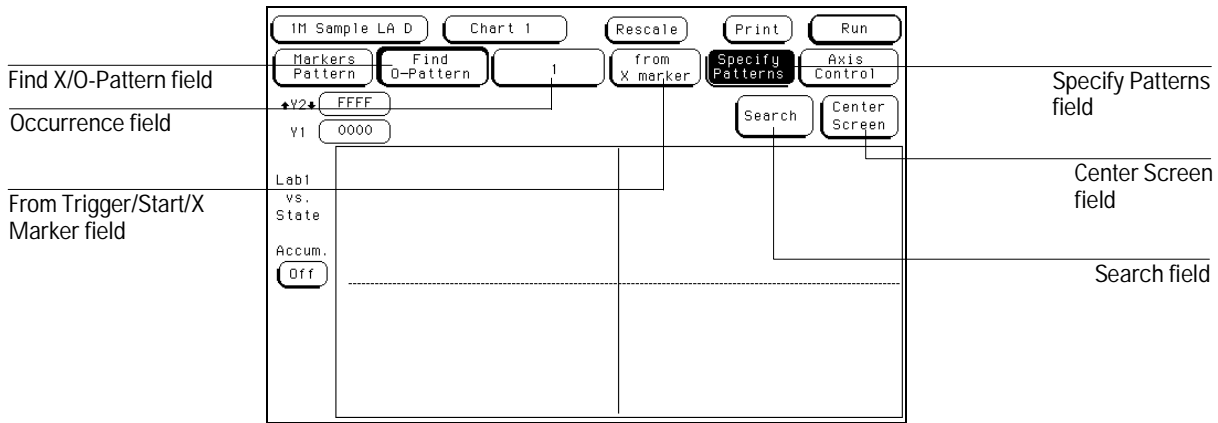 1M Sample LA D Chart 1 Rescale Print Run
Markers Pattern Find O-Pattern 1 from X marker Specify Patterns Axis Control
Find X/O-Pattern field
Specify Patterns field
Y2 FFFF
Search
Center Screen
Occurrence field
Y1 0000
Center Screen field
Lab1
vs.
State
From Trigger/Start/X
Marker field
Accum.
Off
Search field